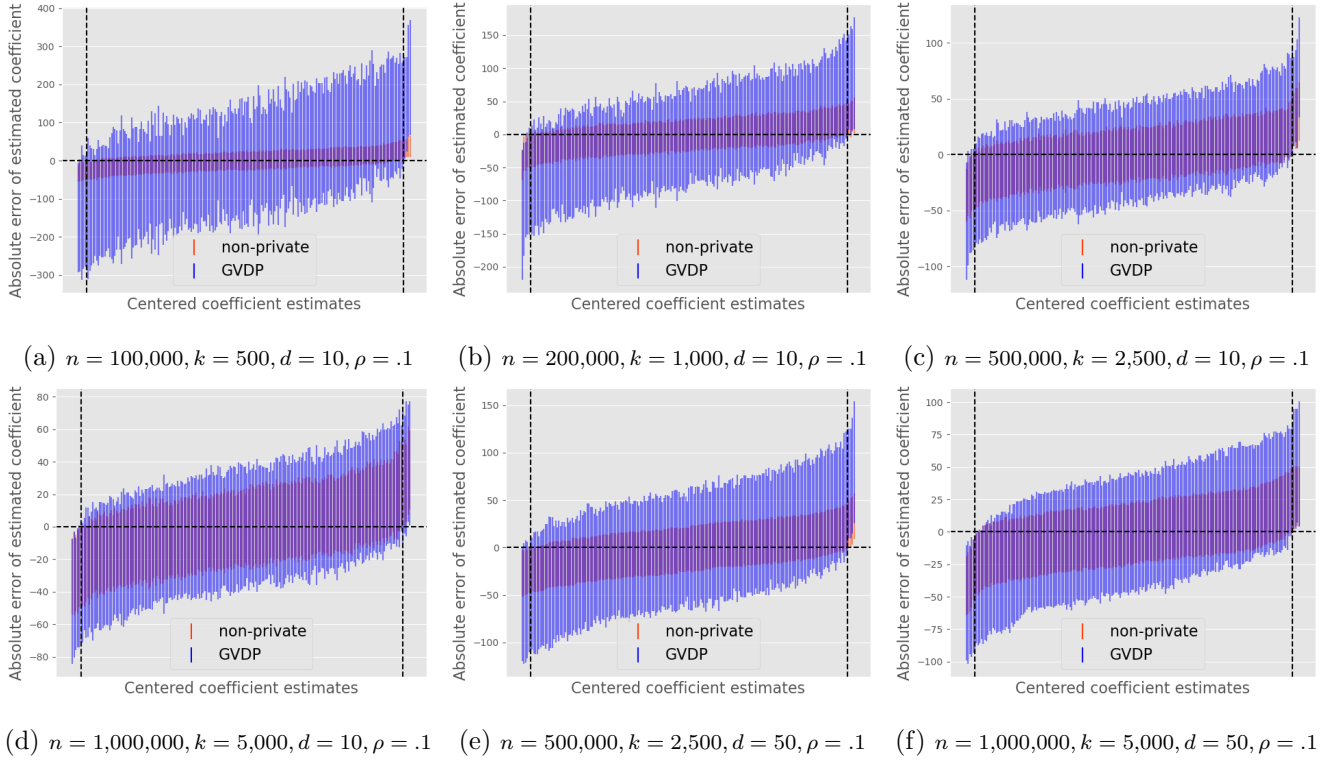 400
300
200
100
0
−100
−200
−300
Absolute error of estimated coefficient
non-private
GVDP
Centered coefficient estimates
(a) n = 100,000, k = 500, d = 10, ρ = .1
150
100
50
0
−50
−100
−150
−200
Absolute error of estimated coefficient
non-private
GVDP
Centered coefficient estimates
(b) n = 200,000, k = 1,000, d = 10, ρ = .1
100
50
0
−50
−100
Absolute error of estimated coefficient
non-private
GVDP
Centered coefficient estimates
(c) n = 500,000, k = 2,500, d = 10, ρ = .1
80
60
40
20
0
−20
−40
−60
−80
Absolute error of estimated coefficient
non-private
GVDP
Centered coefficient estimates
(d) n = 1,000,000, k = 5,000, d = 10, ρ = .1
150
100
50
0
−50
−100
Absolute error of estimated coefficient
non-private
GVDP
Centered coefficient estimates
(e) n = 500,000, k = 2,500, d = 50, ρ = .1
100
75
50
25
0
−25
−50
−75
−100
Absolute error of estimated coefficient
non-private
GVDP
Centered coefficient estimates
(f) n = 1,000,000, k = 5,000, d = 50, ρ = .1